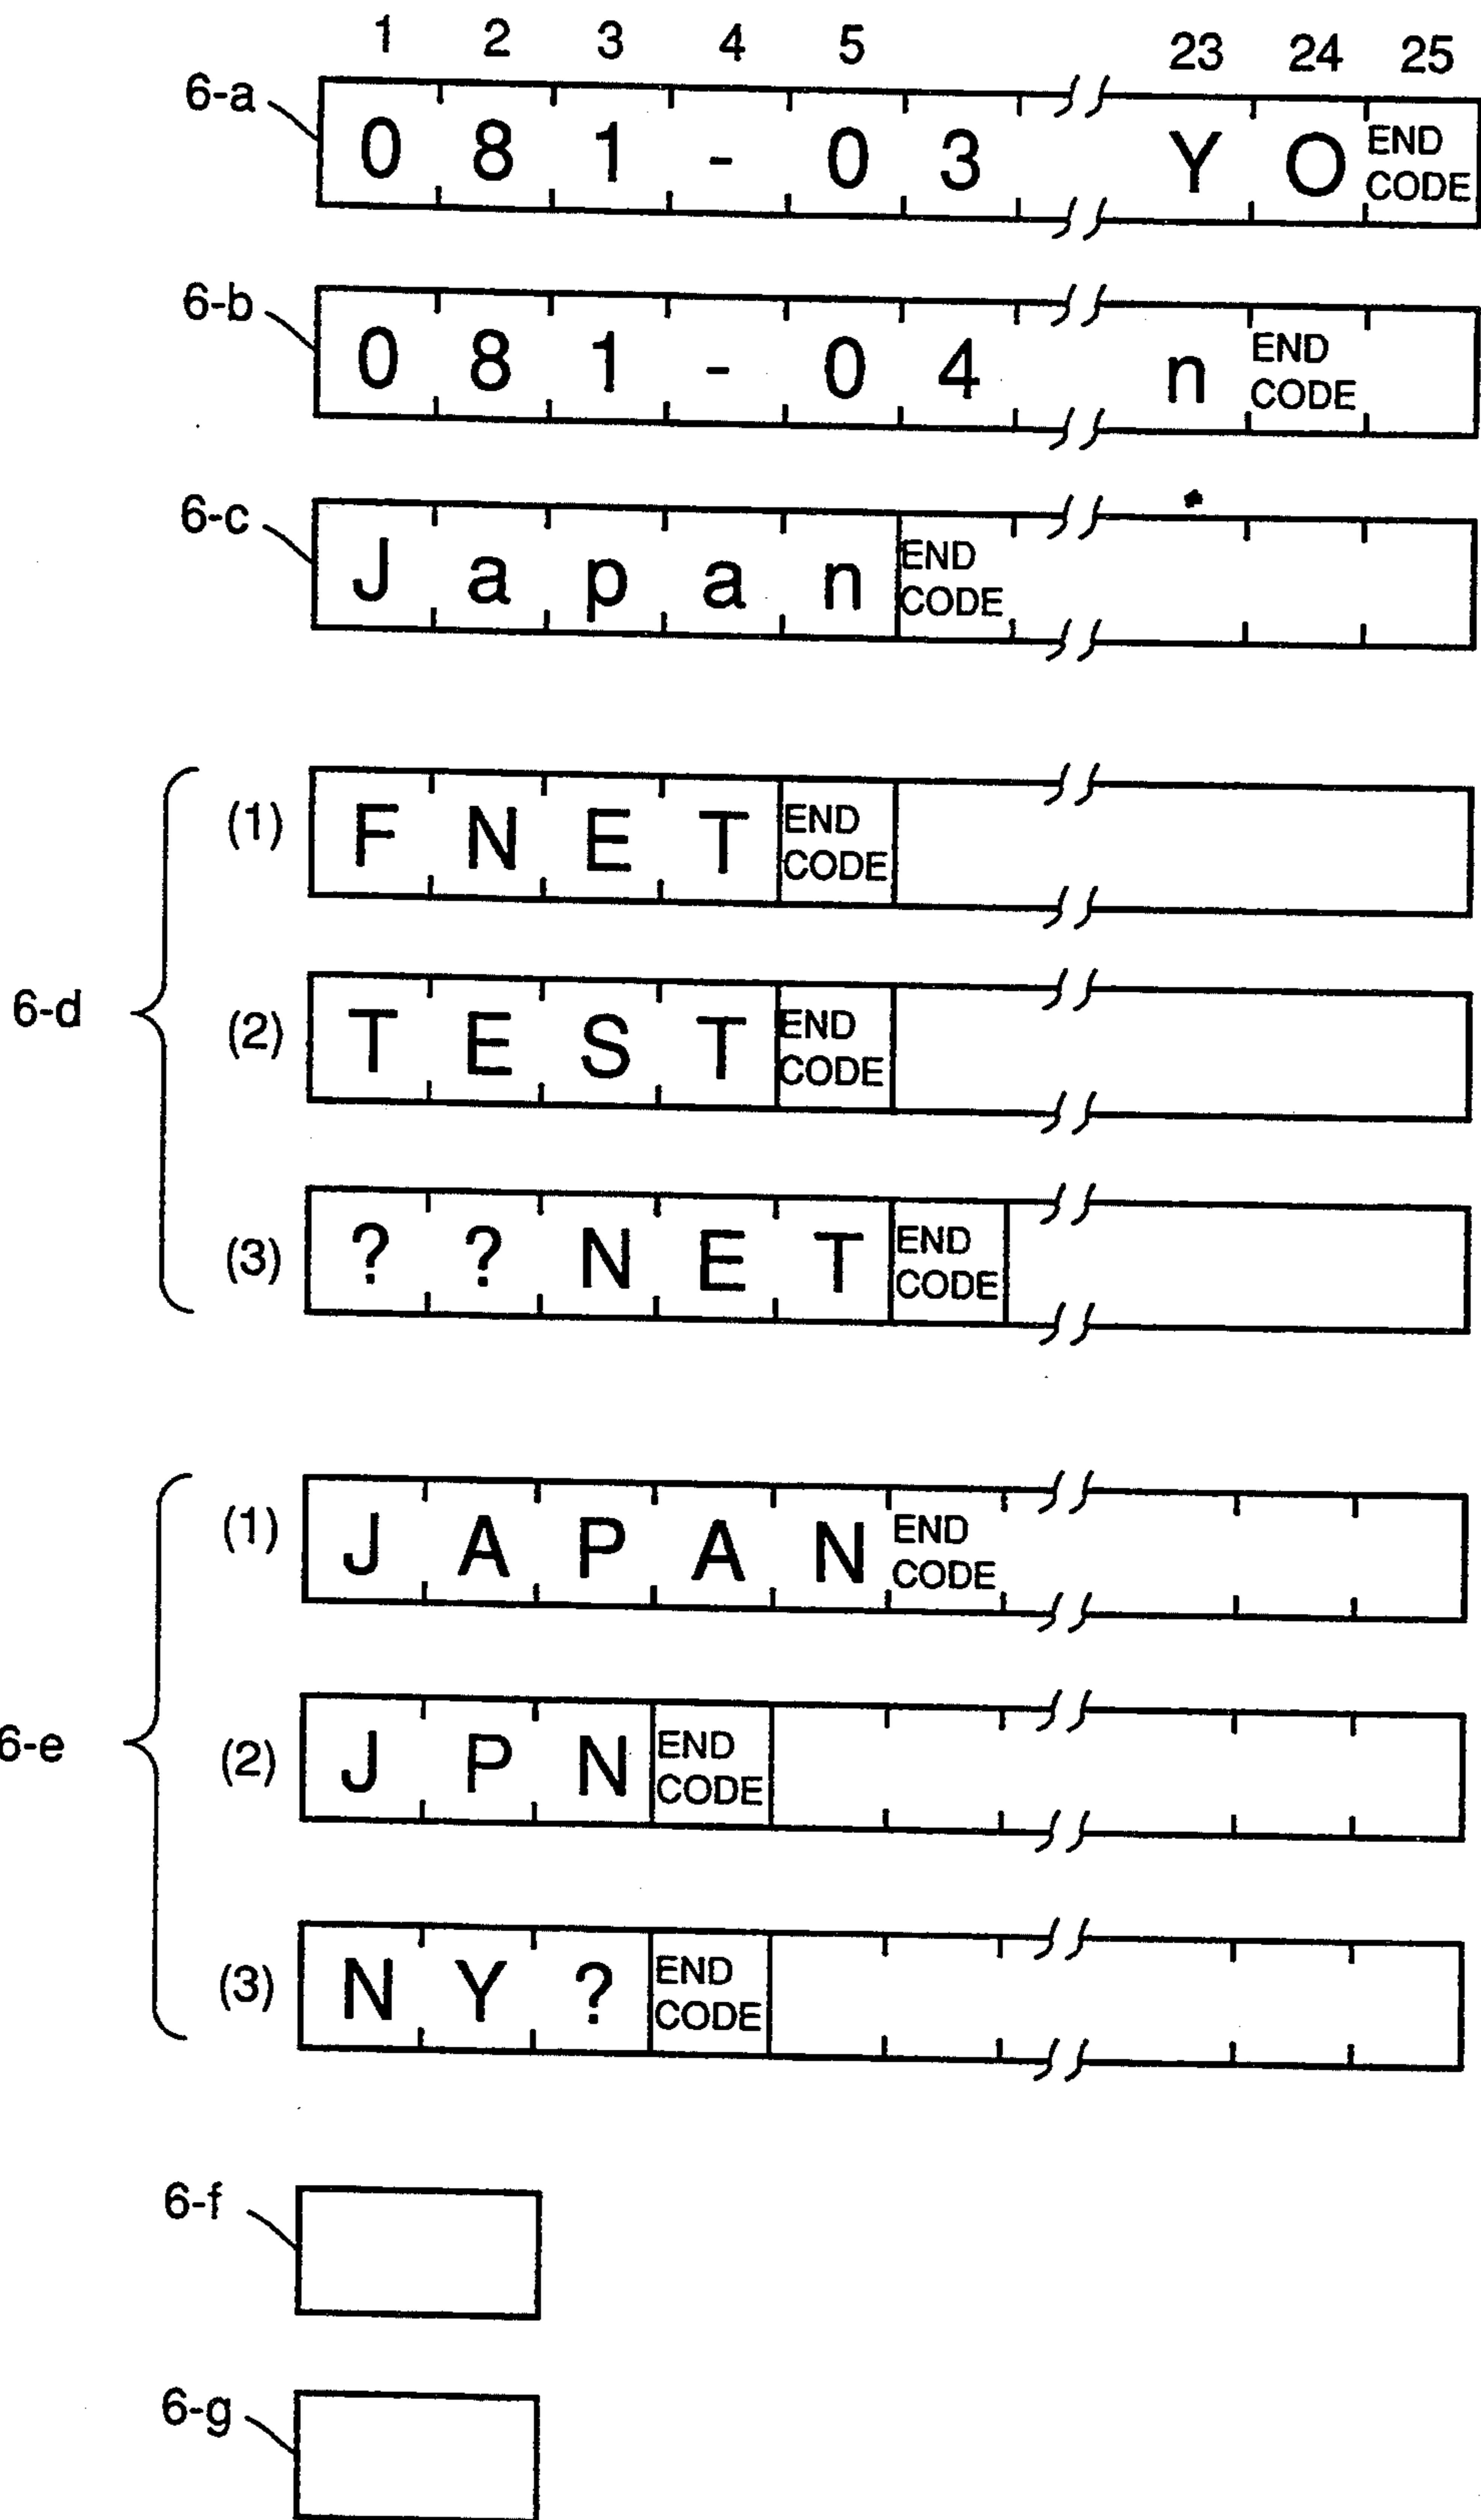 1 2 3 4 5 23 24 25
6-a 0 8 1 - 0 3 Y O END CODE
6-b 0 8 1 - 0 4 n END CODE
6-c J a p a n END CODE
6-d
(1) F N E T END CODE
(2) T E S T END CODE
(3) ? ? N E T END CODE
6-e
(1) J A P A N END CODE
(2) J P N END CODE
(3) N Y ? END CODE
6-f
6-g